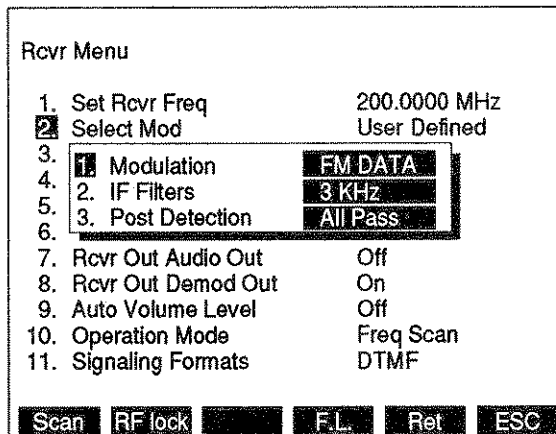 Rcvr Menu
1. Set Rcvr Freq 200.0000 MHz
2. Select Mod User Defined
3.
1. Modulation FM DATA
4.
2. IF Filters 3 KHz
5.
3. Post Detection All Pass
6.
7. Rcvr Out Audio Out Off
8. Rcvr Out Demod Out On
9. Auto Volume Level Off
10. Operation Mode Freq Scan
11. Signaling Formats DTMF
Scan RF lock F.L. Ret ESC